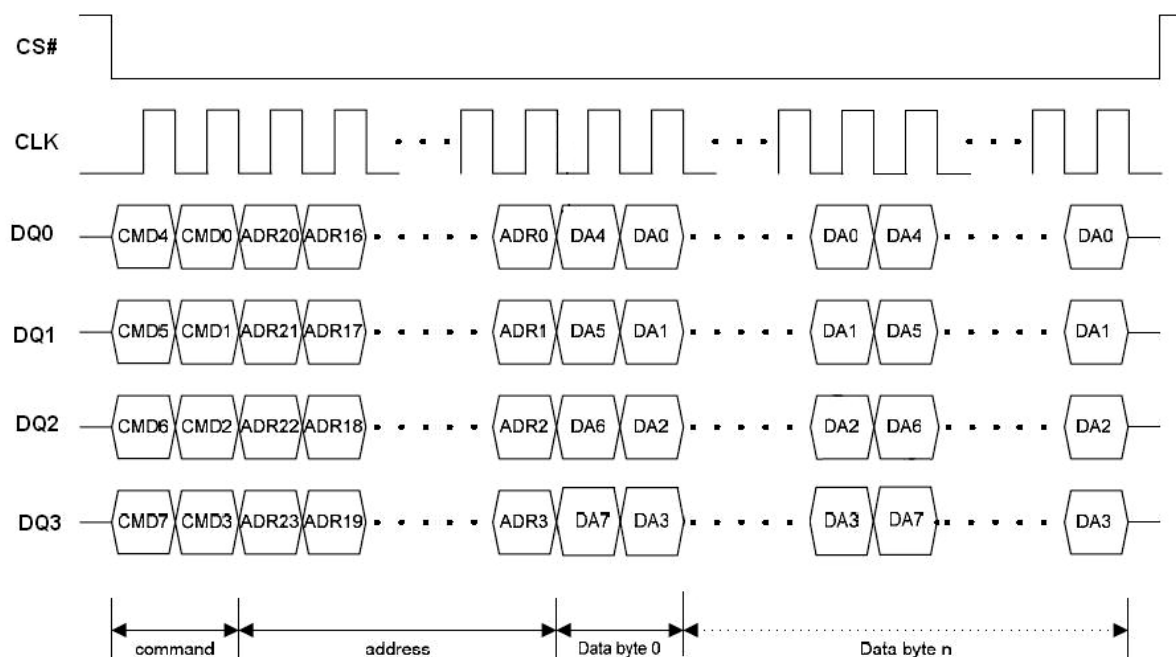 CS#
CLK
DQ0 CMD4 CMD0 ADR20 ADR16 ADR0 DA4 DA0 DA0 DA4 DA0
DQ1 CMD5 CMD1 ADR21 ADR17 ADR1 DA5 DA1 DA1 DA5 DA1
DQ2 CMD6 CMD2 ADR22 ADR18 ADR2 DA6 DA2 DA2 DA6 DA2
DQ3 CMD7 CMD3 ADR23 ADR19 ADR3 DA7 DA3 DA3 DA7 DA3
command address Data byte 0 Data byte n